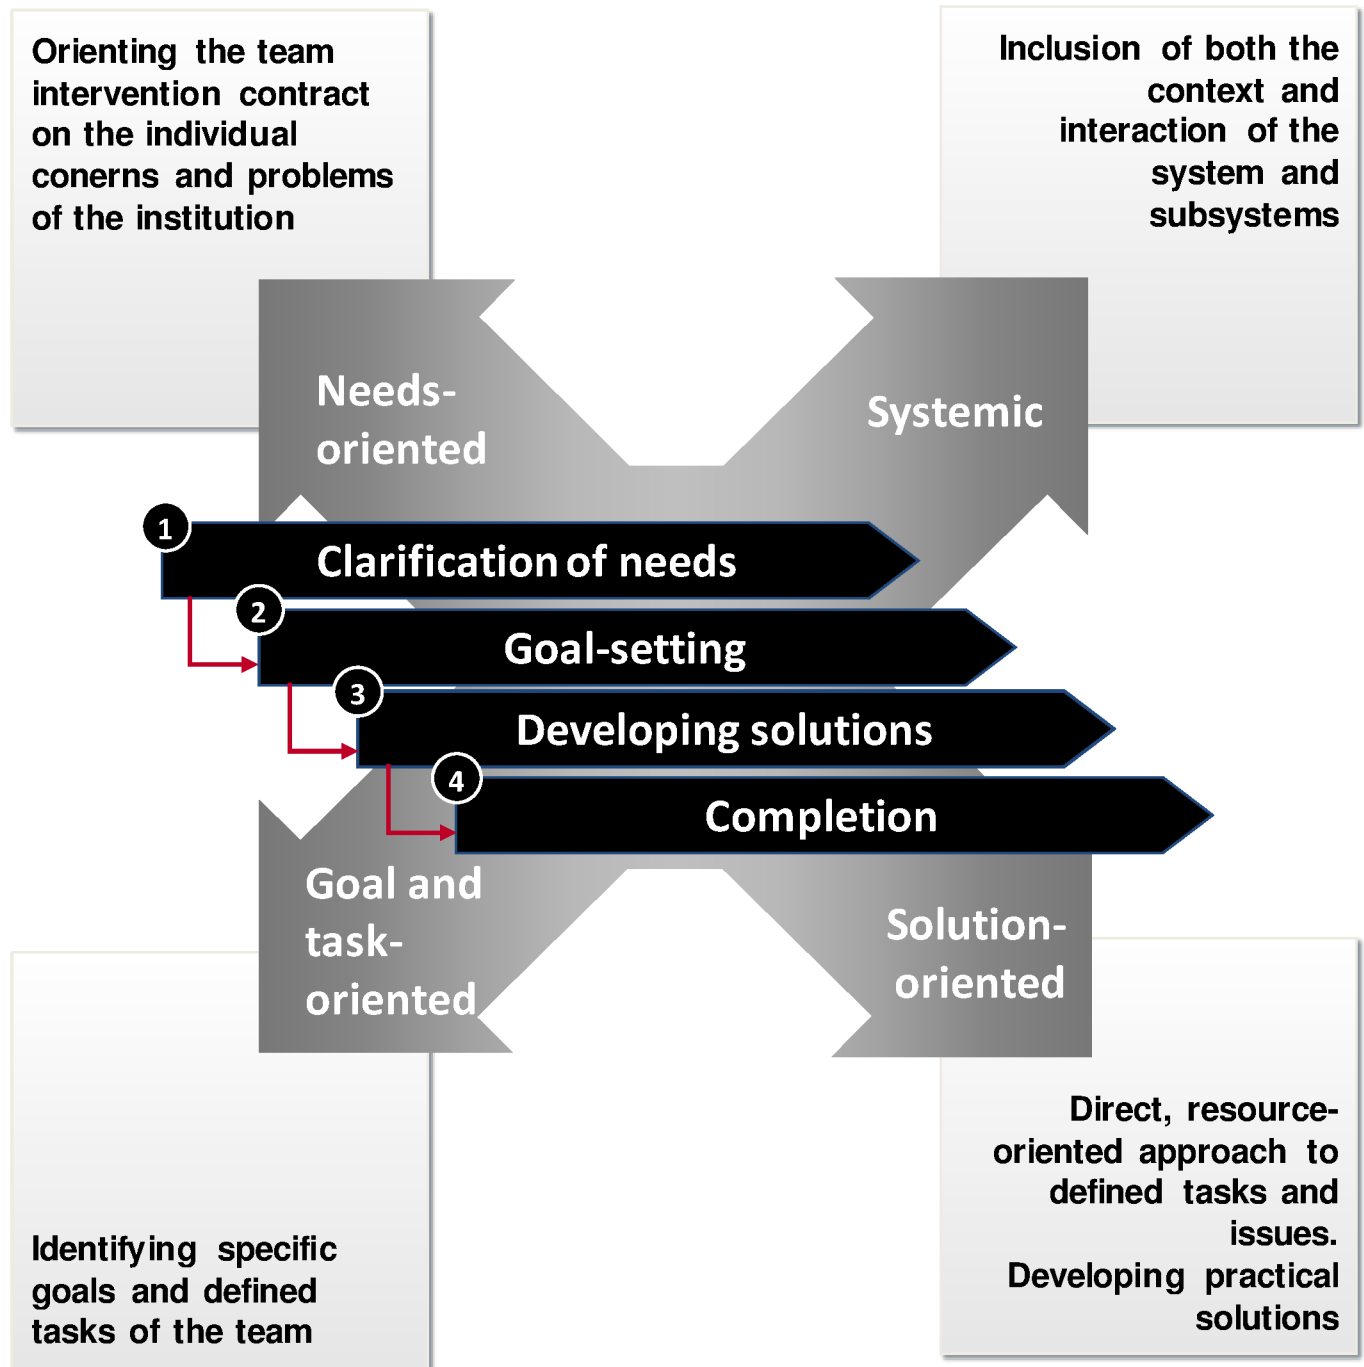 Orienting the team
intervention contract
on the individual
conerns and problems
of the institution
Inclusion of both the
context and
interaction of the
system and
subsystems
Needs-
oriented
Systemic
1
Clarification of needs
2
Goal-setting
3
Developing solutions
4
Completion
Goal and
task-
oriented
Solution-
oriented
Identifying specific
goals and defined
tasks of the team
Direct, resource-
oriented approach to
defined tasks and
issues.
Developing practical
solutions